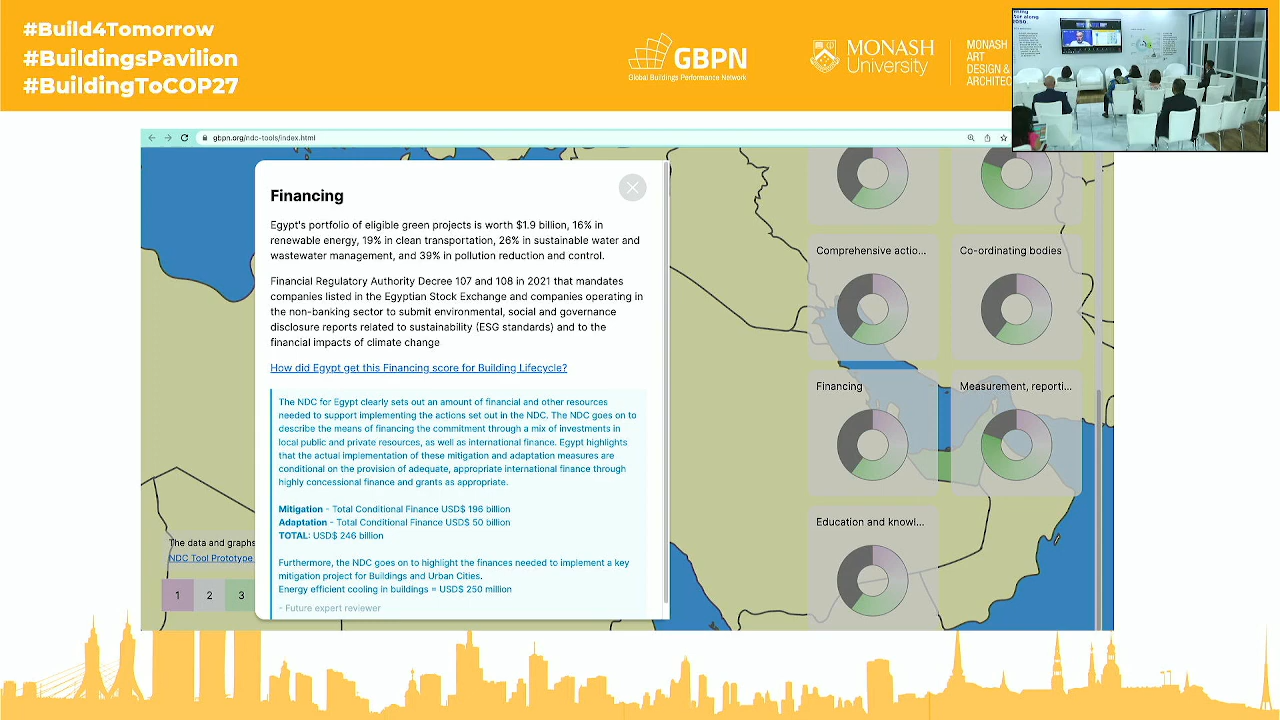 #Build4Tomorrow
#BuildingsPavilion
#BuildingToCOP27
GBPN
Global Buildings Performance Network
MONASH
University
MONASH
ART
DESIGN &
gbpn.org/ndc-tools/index.html
Financing
Egypt's portfolio of eligible green projects is worth $1.9 billion, 16% in
renewable energy, 19% in clean transportation, 26% in sustainable water and
wastewater management, and 39% in pollution reduction and control.
Financial Regulatory Authority Decree 107 and 108 in 2021 that mandates
companies listed in the Egyptian Stock Exchange and companies operating in
the non-banking sector to submit environmental, social and governance
disclosure reports related to sustainability (ESG standards) and to the
financial impacts of climate change
How did Egypt get this Financing score for Building Lifecycle?
The NDC for Egypt clearly sets out an amount of financial and other resources
needed to support implementing the actions set out in the NDC. The NDC goes on to
describe the means of financing the commitment through a mix of investments in
local public and private resources, as well as international finance. Egypt highlights
that the actual implementation of these mitigation and adaptation measures are
conditional on the provision of adequate, appropriate international finance through
highly concessional finance and grants as appropriate.
Mitigation - Total Conditional Finance USD$ 196 billion
Adaptation - Total Conditional Finance USD$ 50 billion
TOTAL: USD$ 246 billion
Furthermore, the NDC goes on to highlight the finances needed to implement a key
mitigation project for Buildings and Urban Cities.
Energy efficient cooling in buildings = USD$ 250 million
- Future expert reviewer
The data and graphs
NDC Tool Prototype
1 2 3
Comprehensive actio...
Co-ordinating bodies
Financing
Measurement, reporti...
Education and knowl...